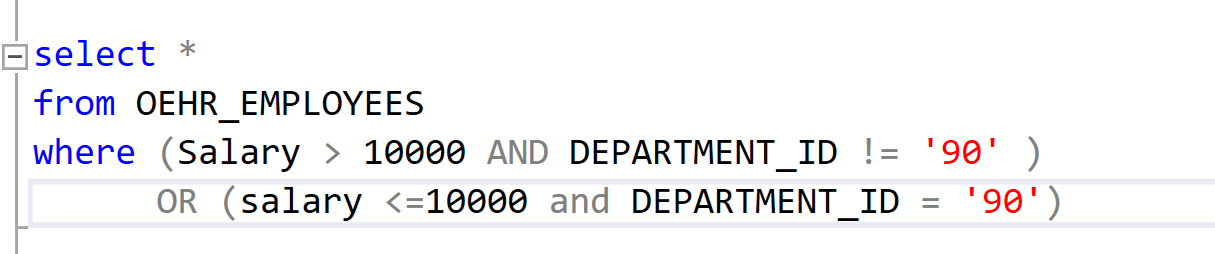 select *
from OEHR_EMPLOYEES
where (Salary > 10000 AND DEPARTMENT_ID != '90' )
OR (salary <=10000 and DEPARTMENT_ID = '90')